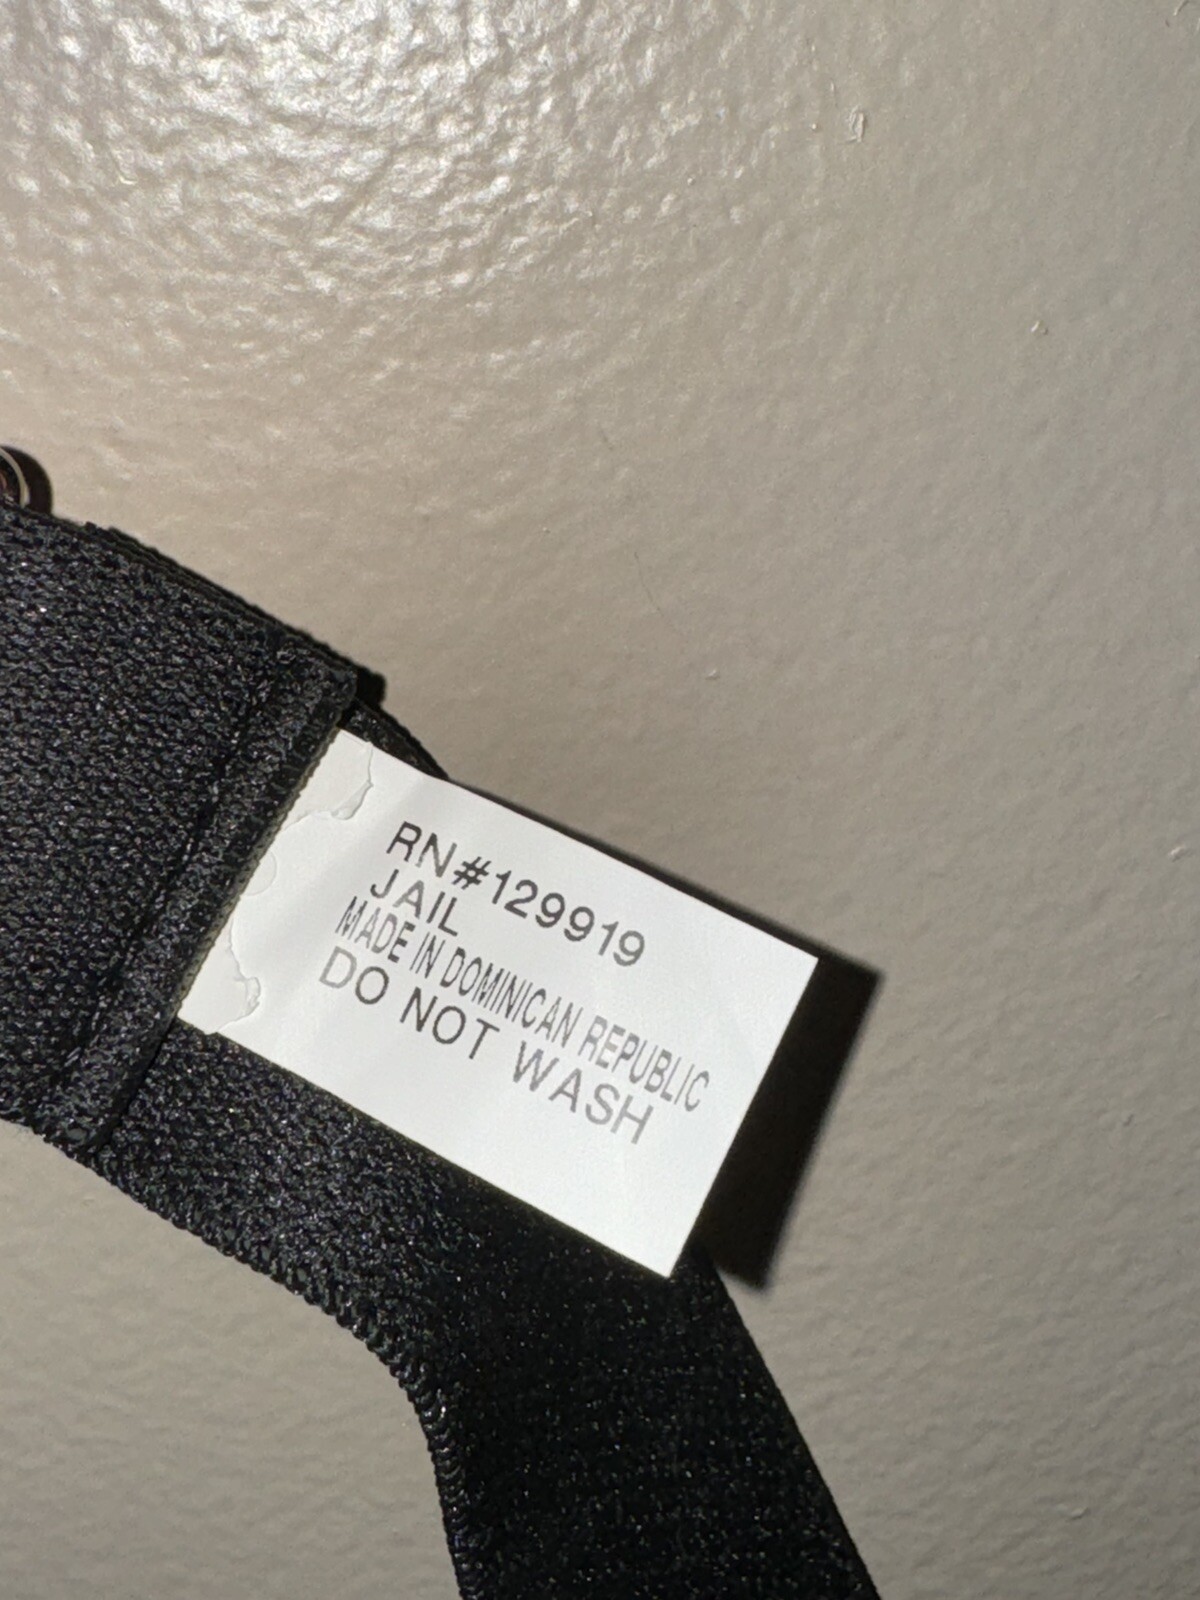 RN#129919
JAIL
MADE IN DOMINICAN REPUBLIC
DO NOT WASH